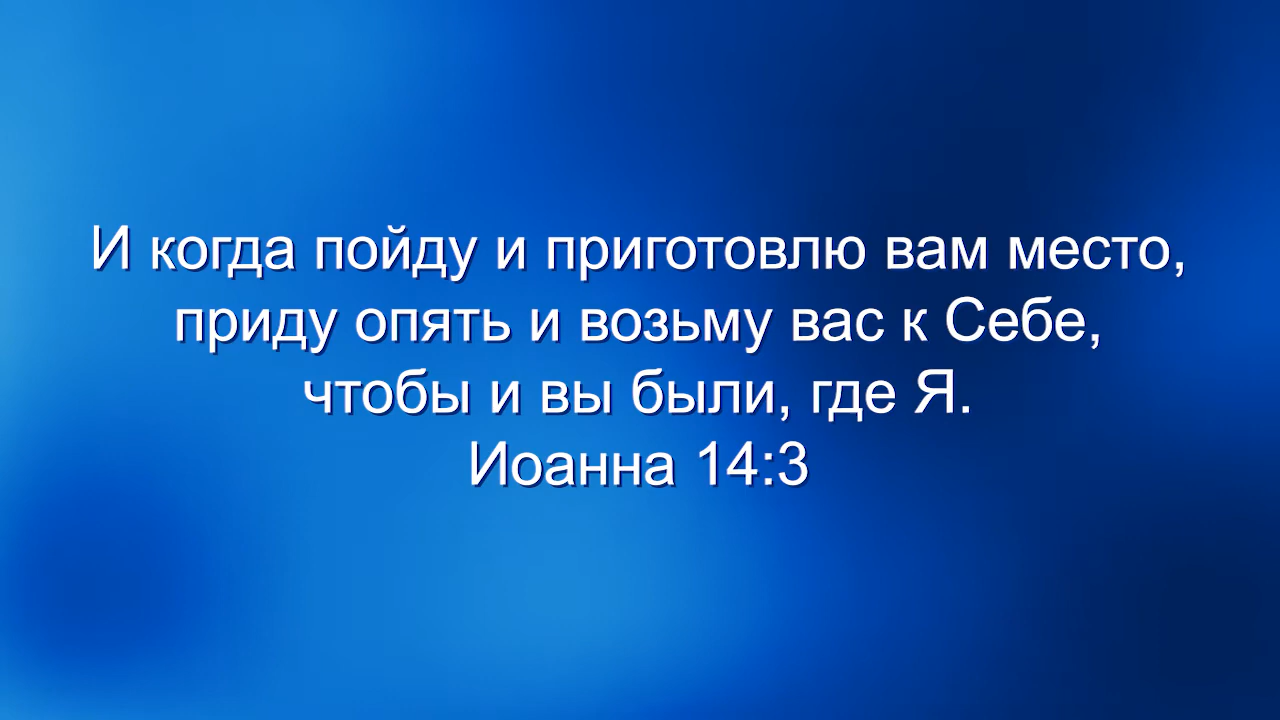 И когда пойду и приготовлю вам место,
приду опять и возьму вас к Себе,
чтобы и вы были, где Я.
Иоанна 14:3